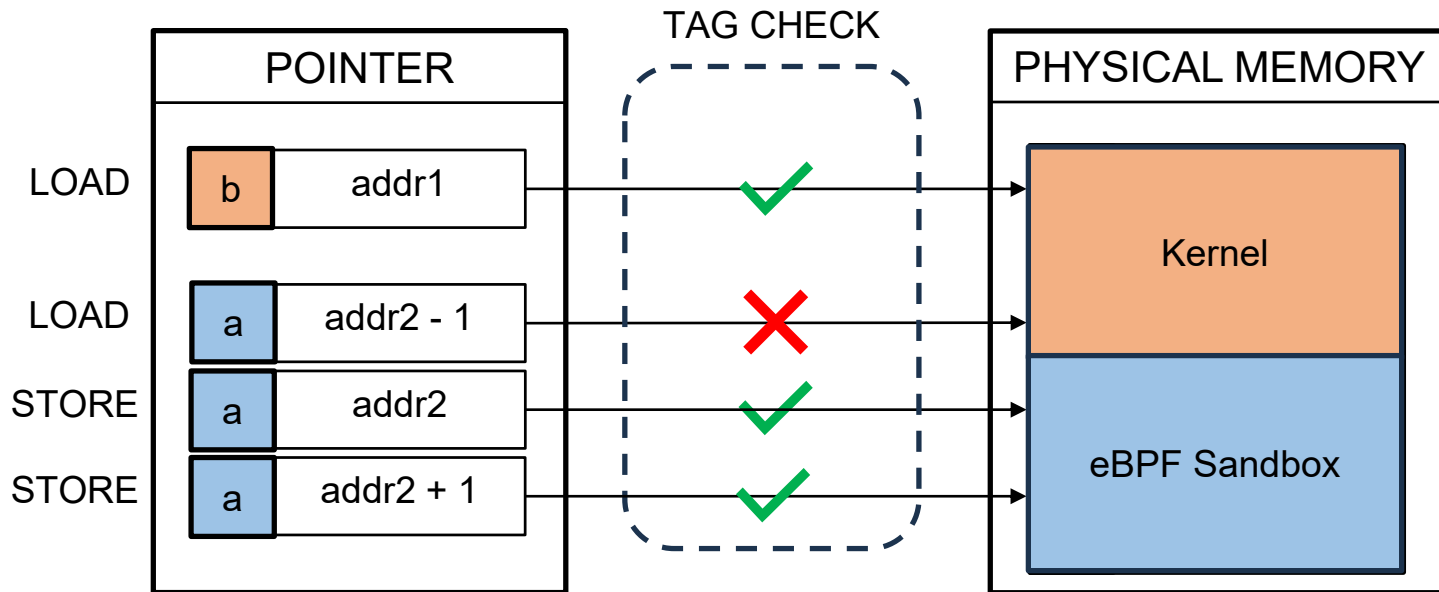 TAG CHECK
POINTER
PHYSICAL MEMORY
LOAD
b
addr1
Kernel
LOAD
a
addr2 - 1
STORE
a
addr2
eBPF Sandbox
STORE
a
addr2 + 1